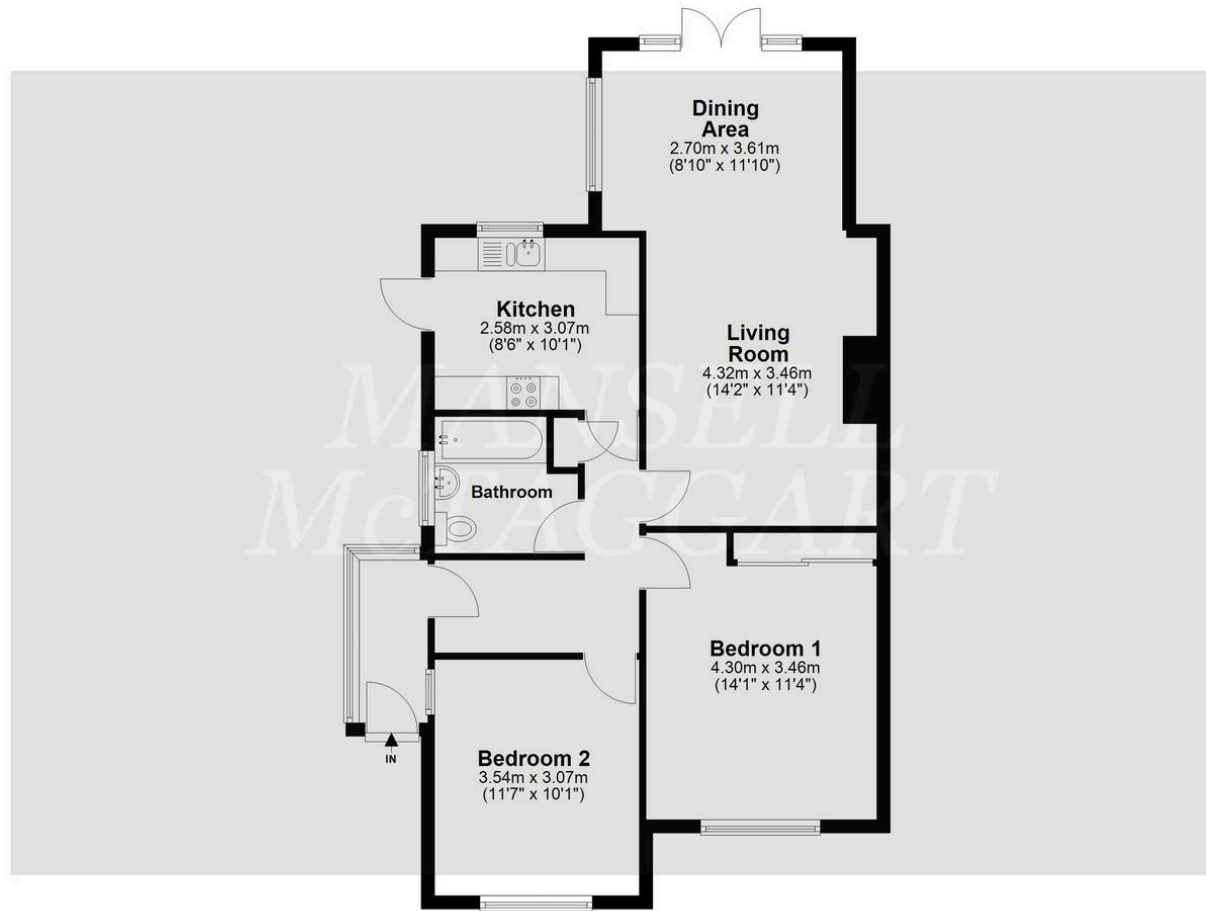 Dining
Area
2.70m x 3.61m
(8'10" x 11'10")
Kitchen
2.58m x 3.07m
(8'6" x 10'1")
Living
Room
4.32m x 3.46m
(14'2" x 11'4")
MANSELL
McTAGGART
Bathroom
Bedroom 1
4.30m x 3.46m
(14'1" x 11'4")
Bedroom 2
3.54m x 3.07m
(11'7" x 10'1")
IN